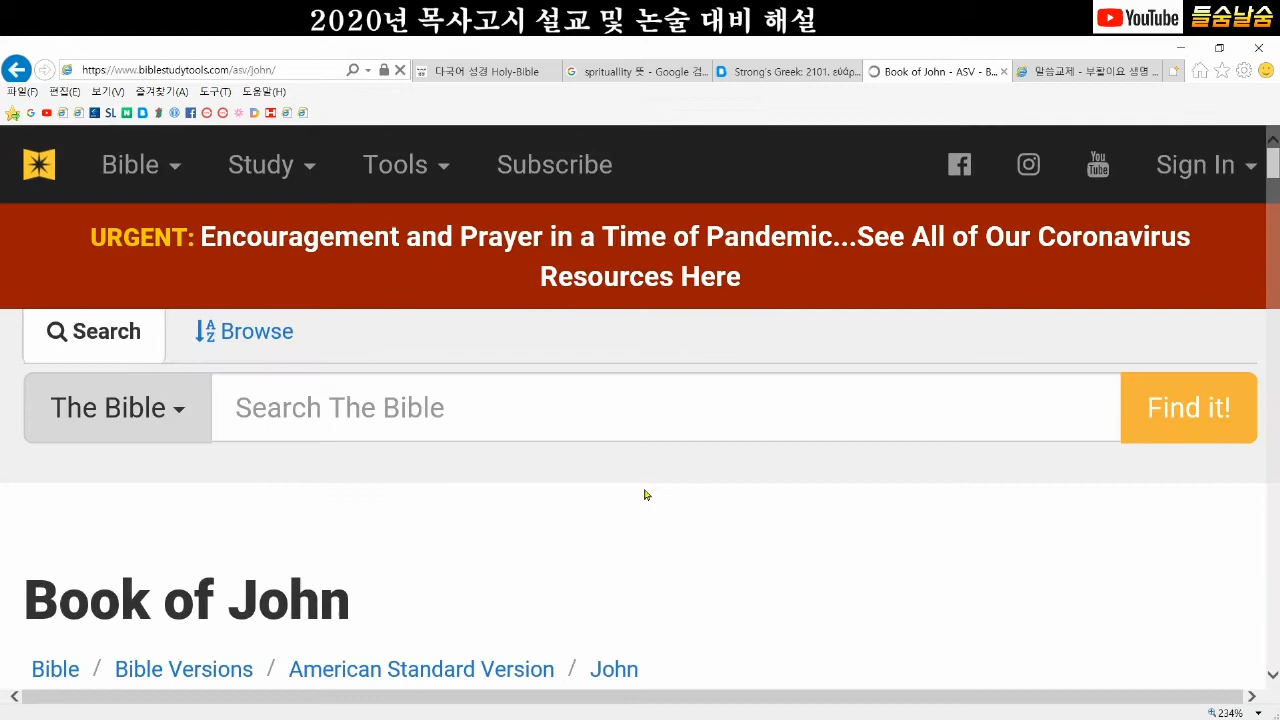 2020년 목사고시 설교 및 논술 대비 해설
YouTube 들숨날숨
https://www.biblestudytools.com/asv/john/
다국어 성경 Holy-Bible
sprituallity 뜻 - Google 검...
Strong's Greek: 2101. εὐάρ...
Book of John - ASV - B...
말씀교제 - 부활이요 생명 ...
파일(F) 편집(E) 보기(V) 즐겨찾기(A) 도구(T) 도움말(H)
Bible Study Tools Subscribe You Tube Sign In
URGENT: Encouragement and Prayer in a Time of Pandemic...See All of Our Coronavirus
Resources Here
Search Browse
The Bible Search The Bible Find it!
Book of John
Bible / Bible Versions / American Standard Version / John
234%